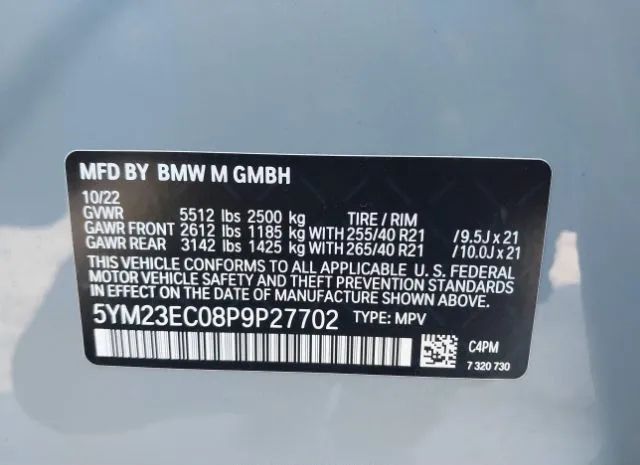 MFD BY BMW M GMBH
10/22
GVWR 5512 lbs 2500 kg TIRE / RIM
GAWR FRONT 2612 lbs 1185 kg WITH 255/40 R21 /9.5J x 21
GAWR REAR 3142 lbs 1425 kg WITH 265/40 R21 /10.0J x 21
THIS VEHICLE CONFORMS TO ALL APPLICABLE U. S. FEDERAL
MOTOR VEHICLE SAFETY AND THEFT PREVENTION STANDARDS
IN EFFECT ON THE DATE OF MANUFACTURE SHOWN ABOVE.
5YM23EC08P9P27702 TYPE: MPV
C4PM
7 320 730